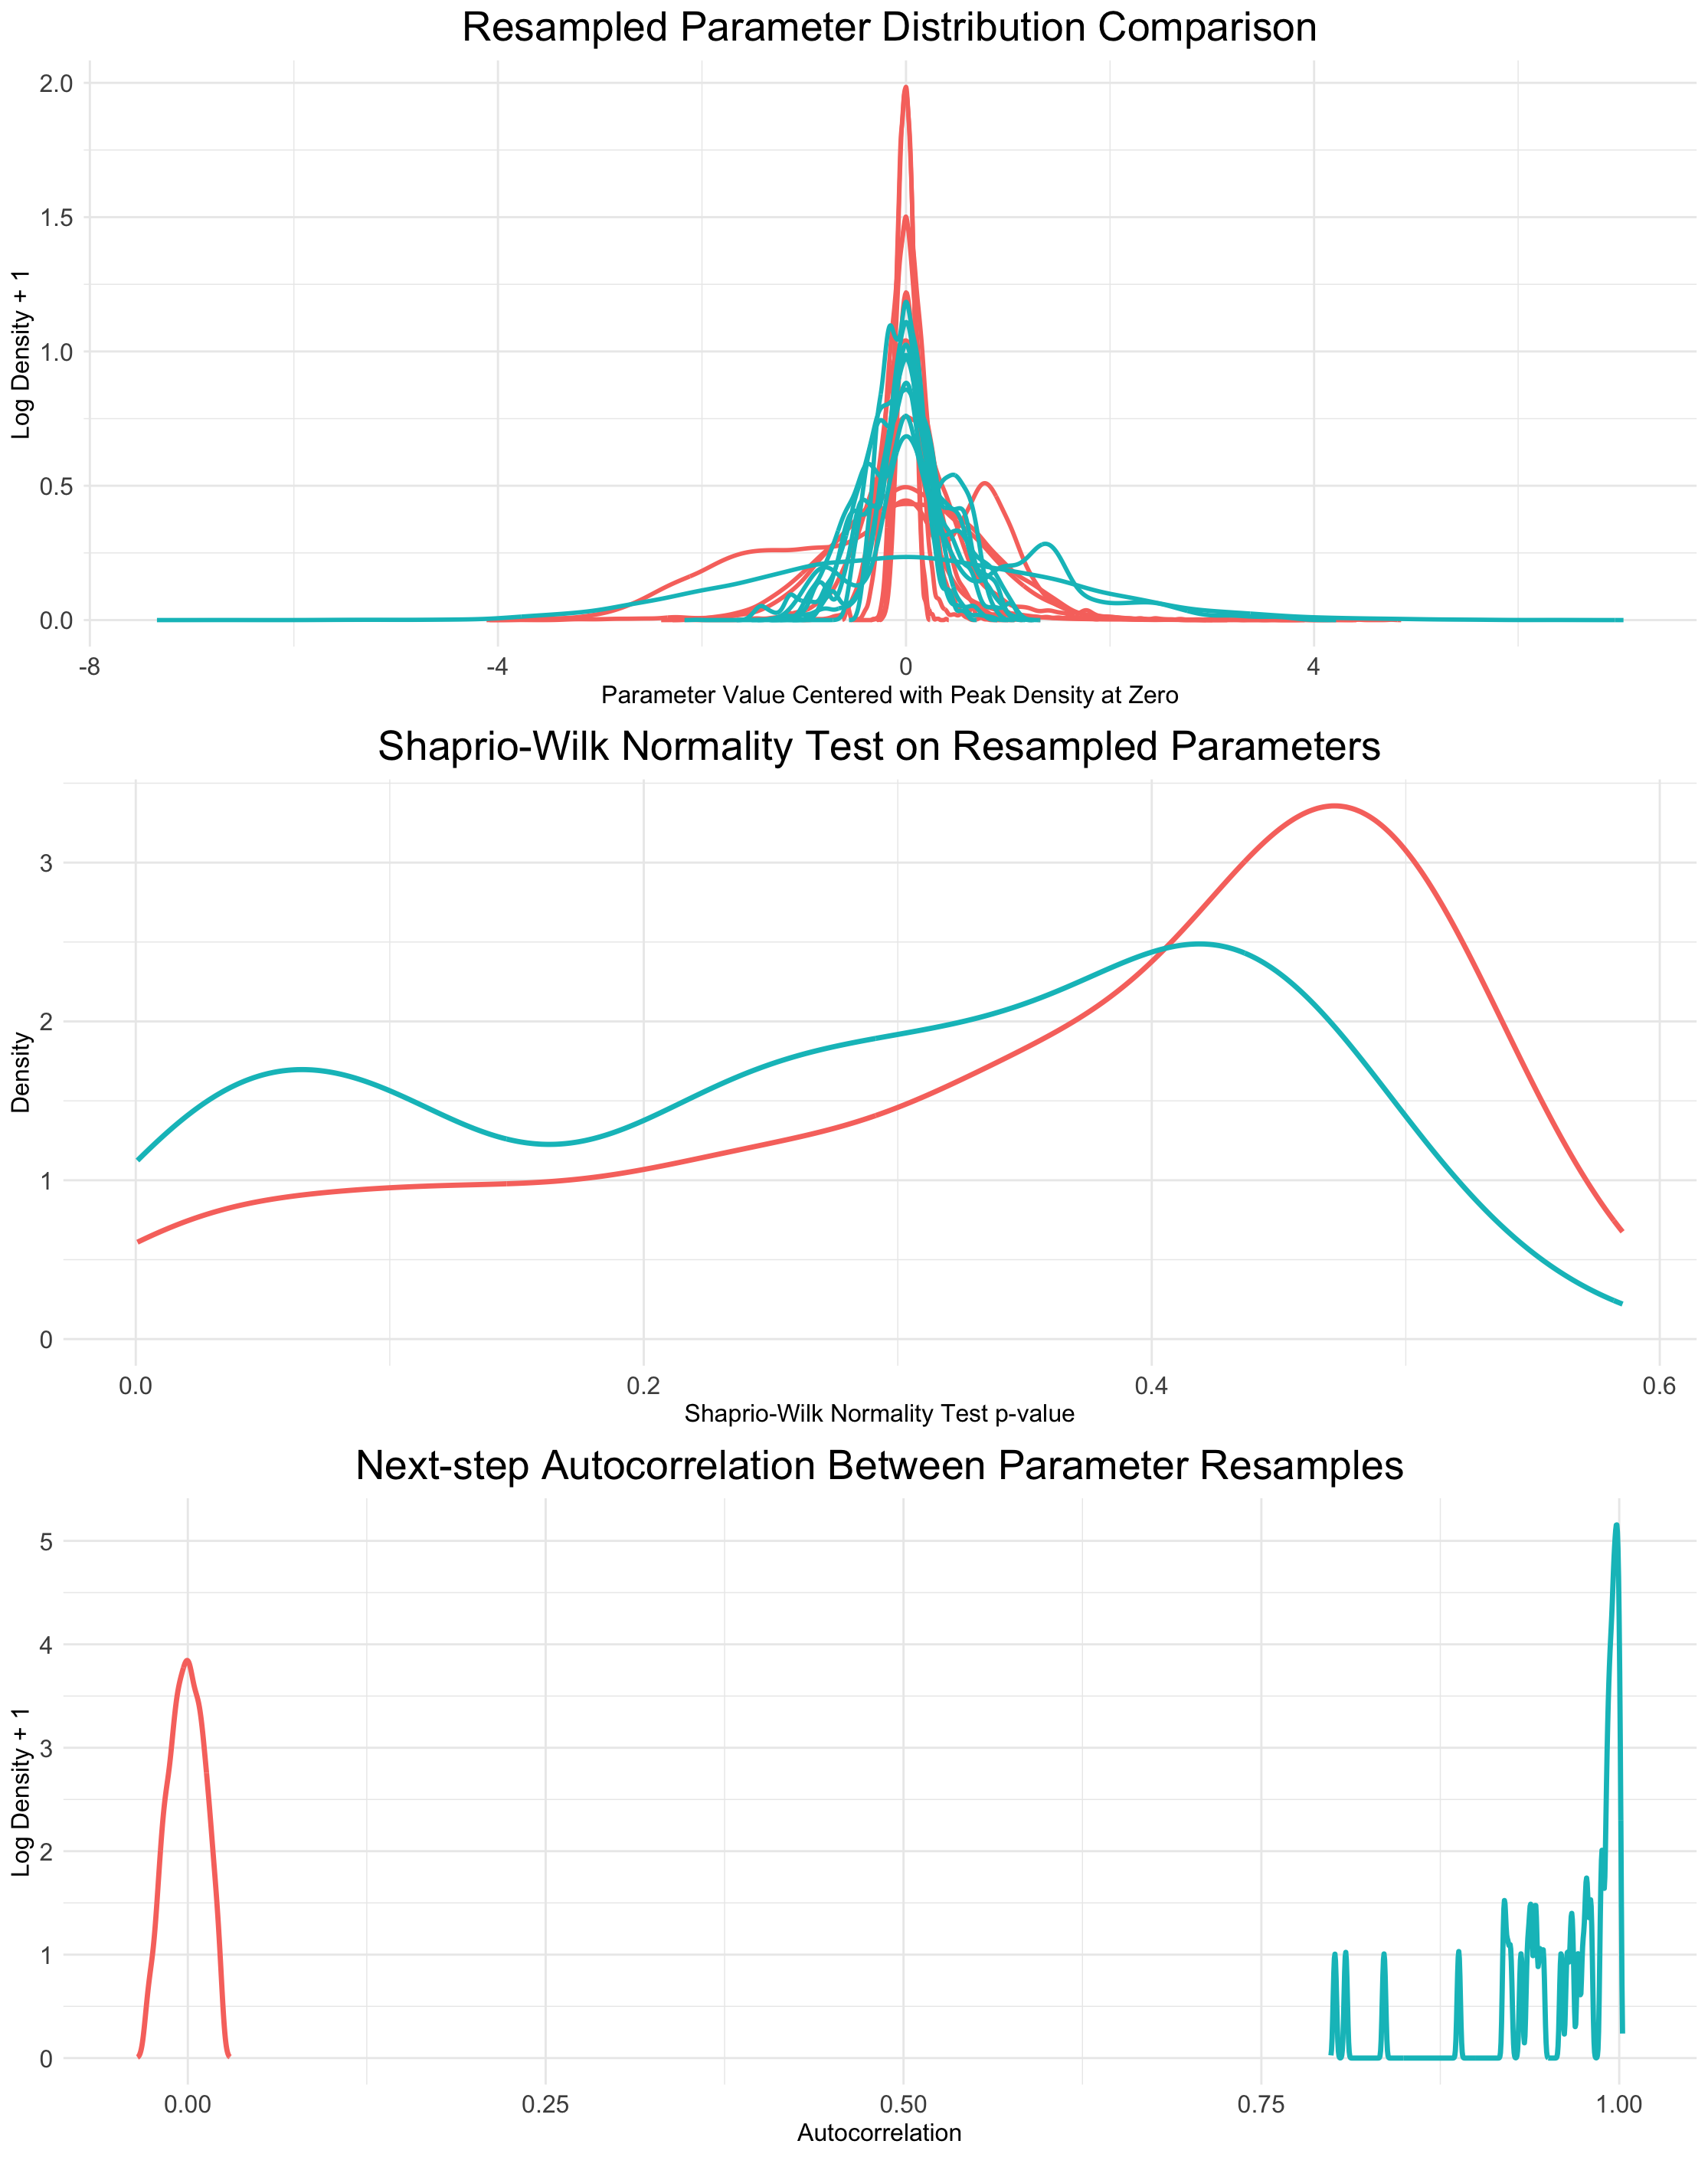 Resampled Parameter Distribution Comparison
2.0
1.5
1.0
0.5
0.0
Log Density + 1
-8 -4 0 4
Parameter Value Centered with Peak Density at Zero
Shaprio-Wilk Normality Test on Resampled Parameters
3
2
1
0
Density
0.0 0.2 0.4 0.6
Shaprio-Wilk Normality Test p-value
Next-step Autocorrelation Between Parameter Resamples
5
4
3
2
1
0
Log Density + 1
0.00 0.25 0.50 0.75 1.00
Autocorrelation